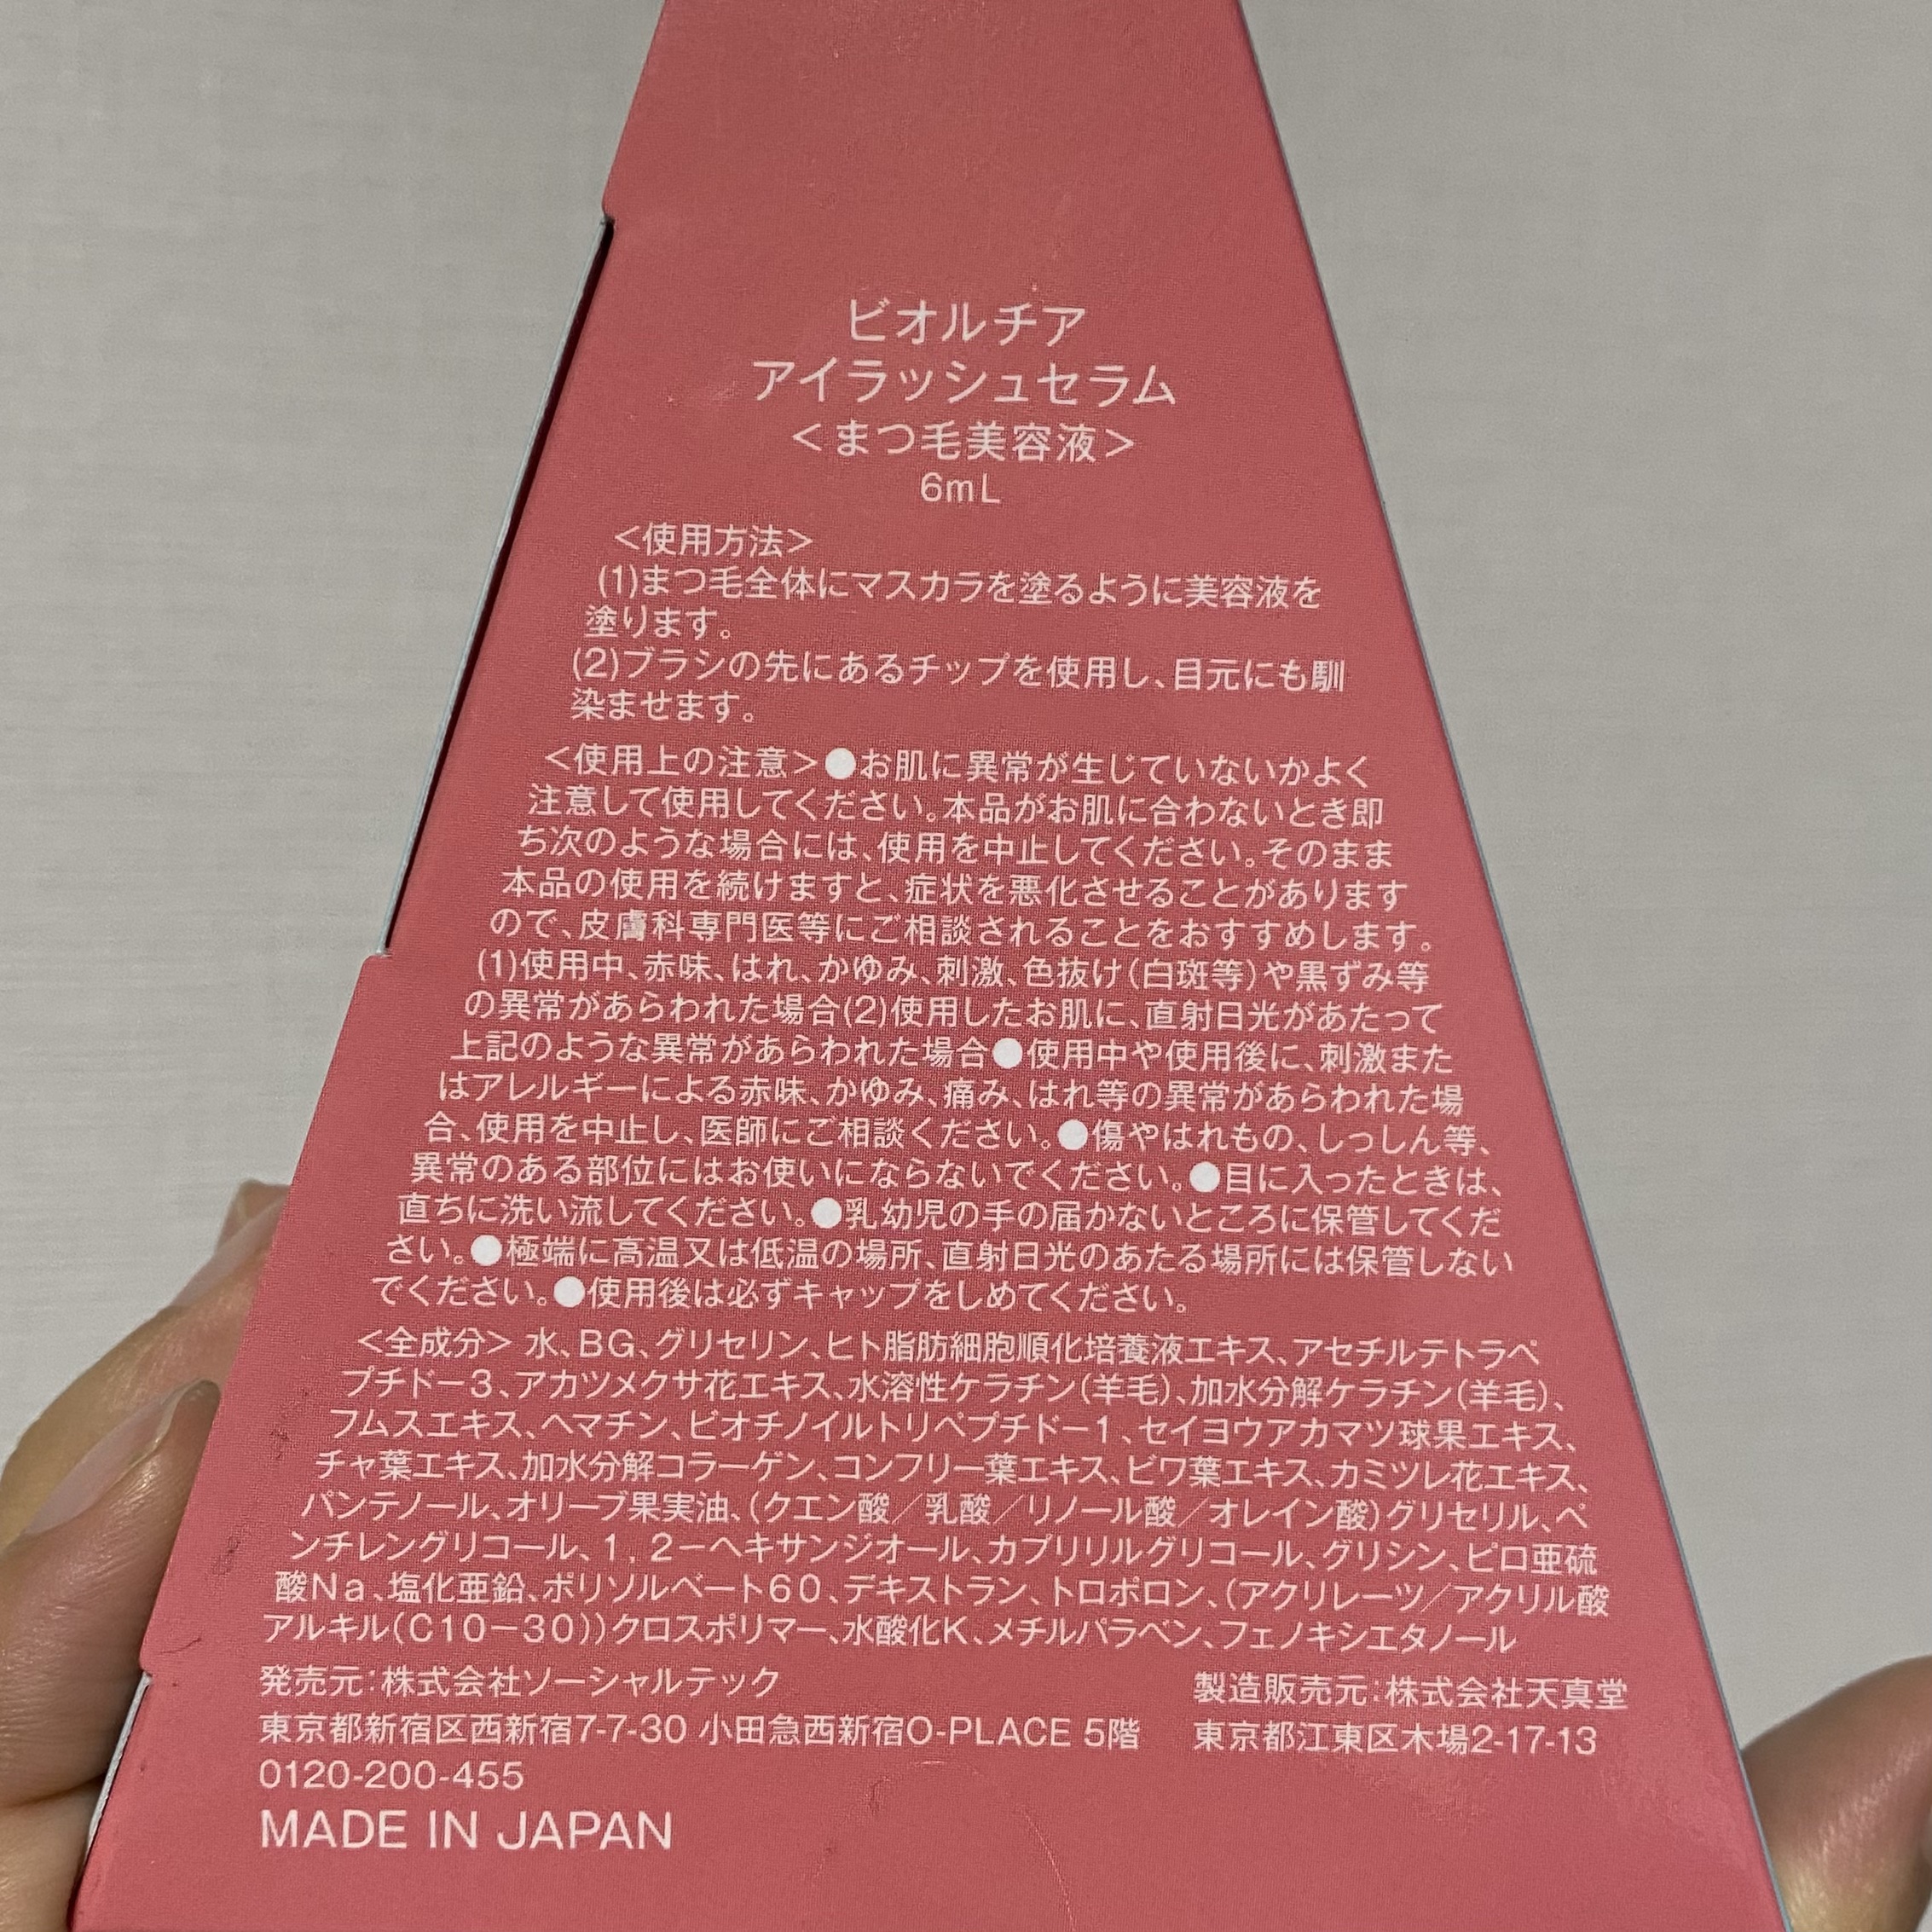 ビオルチア
アイラッシュセラム
＜まつ毛美容液＞
6mL
＜使用方法＞
(1)まつ毛全体にマスカラを塗るように美容液を
塗ります。
(2)ブラシの先にあるチップを使用し、目元にも馴
染ませます。
＜使用上の注意＞●お肌に異常が生じていないかよく
注意して使用してください。本品がお肌に合わないとき即
ち次のような場合には、使用を中止してください。そのまま
本品の使用を続けますと、症状を悪化させることがあります
ので、皮膚科専門医等にご相談されることをおすすめします。
(1)使用中、赤味、はれ、かゆみ、刺激、色抜け(白斑等)や黒ずみ等
の異常があらわれた場合(2)使用したお肌に、直射日光があたって
上記のような異常があらわれた場合●使用中や使用後に、刺激また
はアレルギーによる赤味、かゆみ、痛み、はれ等の異常があらわれた場
合、使用を中止し、医師にご相談ください。●傷やはれもの、しっしん等、
異常のある部位にはお使いにならないでください。●目に入ったときは、
直ちに洗い流してください。●乳幼児の手の届かないところに保管してくだ
さい。●極端に高温又は低温の場所、直射日光のあたる場所には保管しない
でください。●使用後は必ずキャップをしめてください。
＜全成分＞ 水、BG、グリセリン、ヒト脂肪細胞順化培養液エキス、アセチルテトラペ
プチドー3、アカツメクサ花エキス、水溶性ケラチン(羊毛)、加水分解ケラチン(羊毛)、
フムスエキス、ヘマチン、ビオチノイルトリペプチドー1、セイヨウアカマツ球果エキス、
チャ葉エキス、加水分解コラーゲン、コンフリー葉エキス、ビワ葉エキス、カミツレ花エキス、
パンテノール、オリーブ果実油、(クエン酸／乳酸／リノール酸／オレイン酸)グリセリル、ペ
ンチレングリコール、1，2－ヘキサンジオール、カプリリルグリコール、グリシン、ピロ亜硫
酸Na、塩化亜鉛、ポリソルベート60、デキストラン、トロポロン、(アクリレーツ／アクリル酸
アルキル(C10－30))クロスポリマー、水酸化K、メチルパラベン、フェノキシエタノール
発売元：株式会社ソーシャルテック
東京都新宿区西新宿7-7-30 小田急西新宿O-PLACE 5階
0120-200-455
MADE IN JAPAN
製造販売元：株式会社天真堂
東京都江東区木場2-17-13